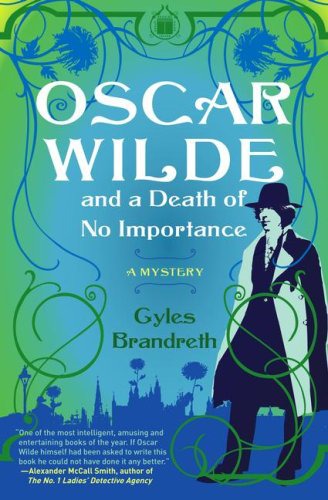 OSCAR
WILDE
and a Death of
No Importance
A MYSTERY
Gyles
Brandreth
"One of the most intelligent, amusing and
entertaining books of the year. If Oscar
Wilde himself had been asked to write this
book he could not have done it any better."
—Alexander McCall Smith, author of
The No. 1 Ladies' Detective Agency